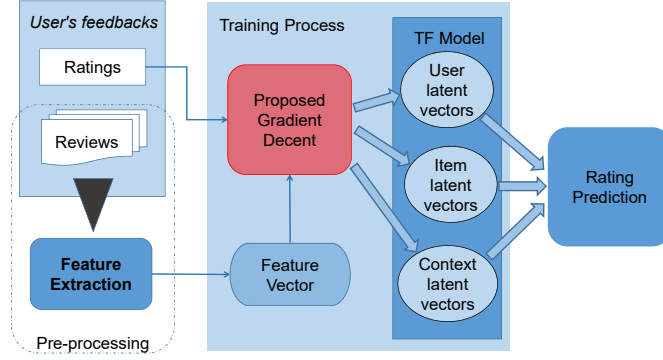 User's feedbacks
Ratings
Reviews
Feature
Extraction
Pre-processing
Training Process
Proposed
Gradient
Decent
Feature
Vector
TF Model
User
latent
vectors
Item
latent
vectors
Context
latent
vectors
Rating
Prediction